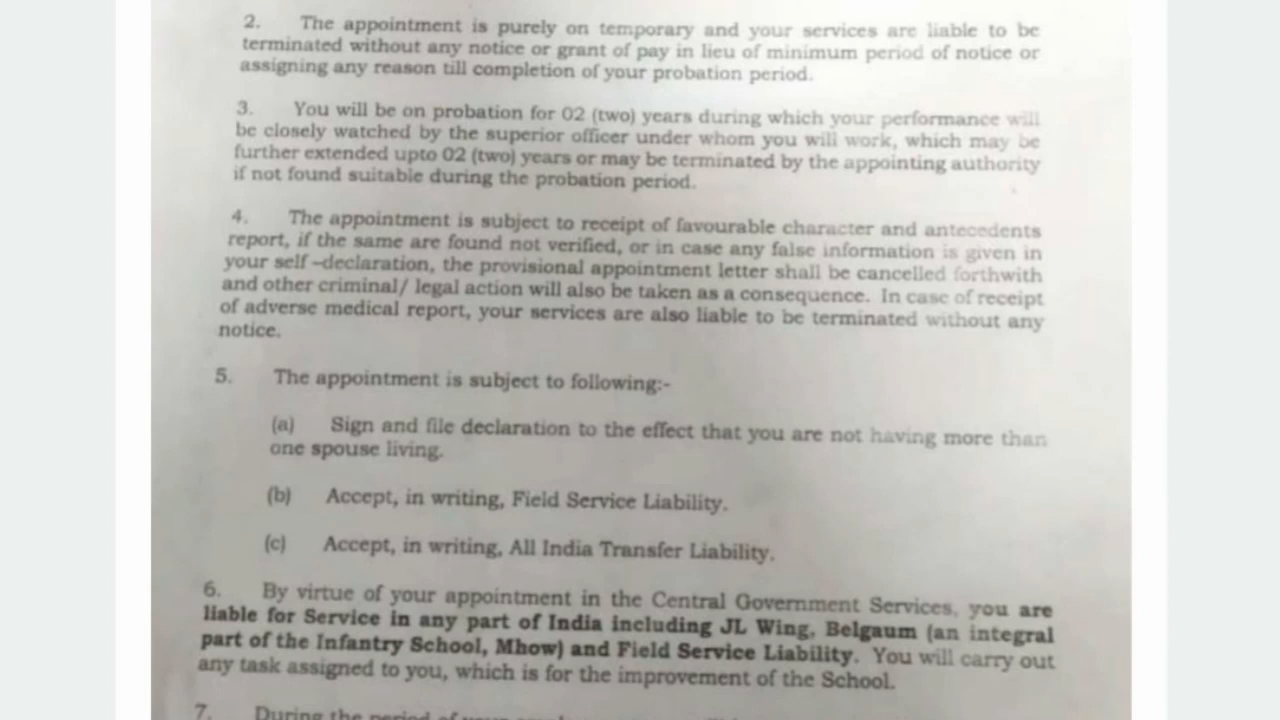 2. The appointment is purely on temporary and your services are liable to be
terminated without any notice or grant of pay in lieu of minimum period of notice or
assigning any reason till completion of your probation period.
3. You will be on probation for 02 (two) years during which your performance will
be closely watched by the superior officer under whom you will work, which may be
further extended upto 02 (two) years or may be terminated by the appointing authority
if not found suitable during the probation period.
4. The appointment is subject to receipt of favourable character and antecedents
report, if the same are found not verified, or in case any false information is given in
your self –declaration, the provisional appointment letter shall be cancelled forthwith
and other criminal/ legal action will also be taken as a consequence. In case of receipt
of adverse medical report, your services are also liable to be terminated without any
notice.
5. The appointment is subject to following:-
(a) Sign and file declaration to the effect that you are not having more than
one spouse living.
(b) Accept, in writing, Field Service Liability.
(c) Accept, in writing, All India Transfer Liability.
6. By virtue of your appointment in the Central Government Services, you are
liable for Service in any part of India including JL Wing, Belgaum (an integral
part of the Infantry School, Mhow) and Field Service Liability. You will carry out
any task assigned to you, which is for the improvement of the School.
7. During the period of